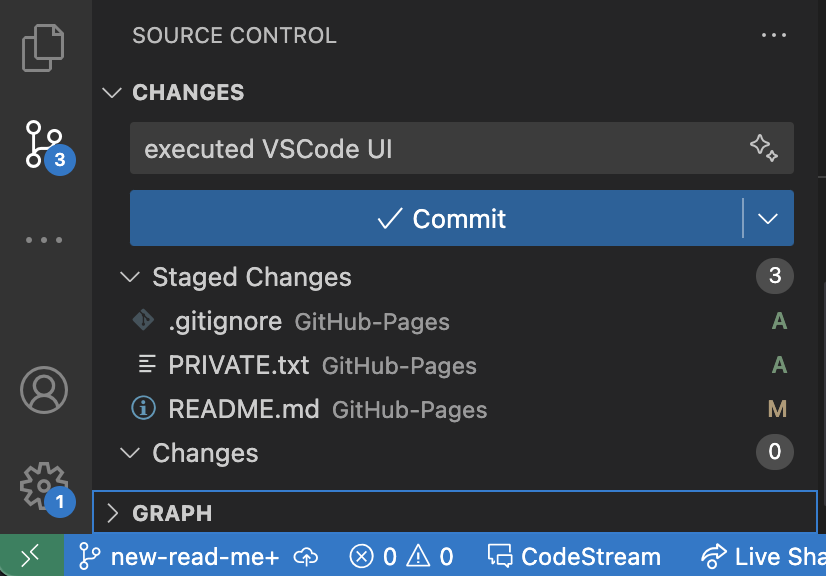 SOURCE CONTROL
CHANGES
3
executed VSCode UI
Commit
Staged Changes 3
.gitignore GitHub-Pages A
PRIVATE.txt GitHub-Pages A
README.md GitHub-Pages M
Changes 0
1
GRAPH
new-read-me+ 0 0 CodeStream Live Sha